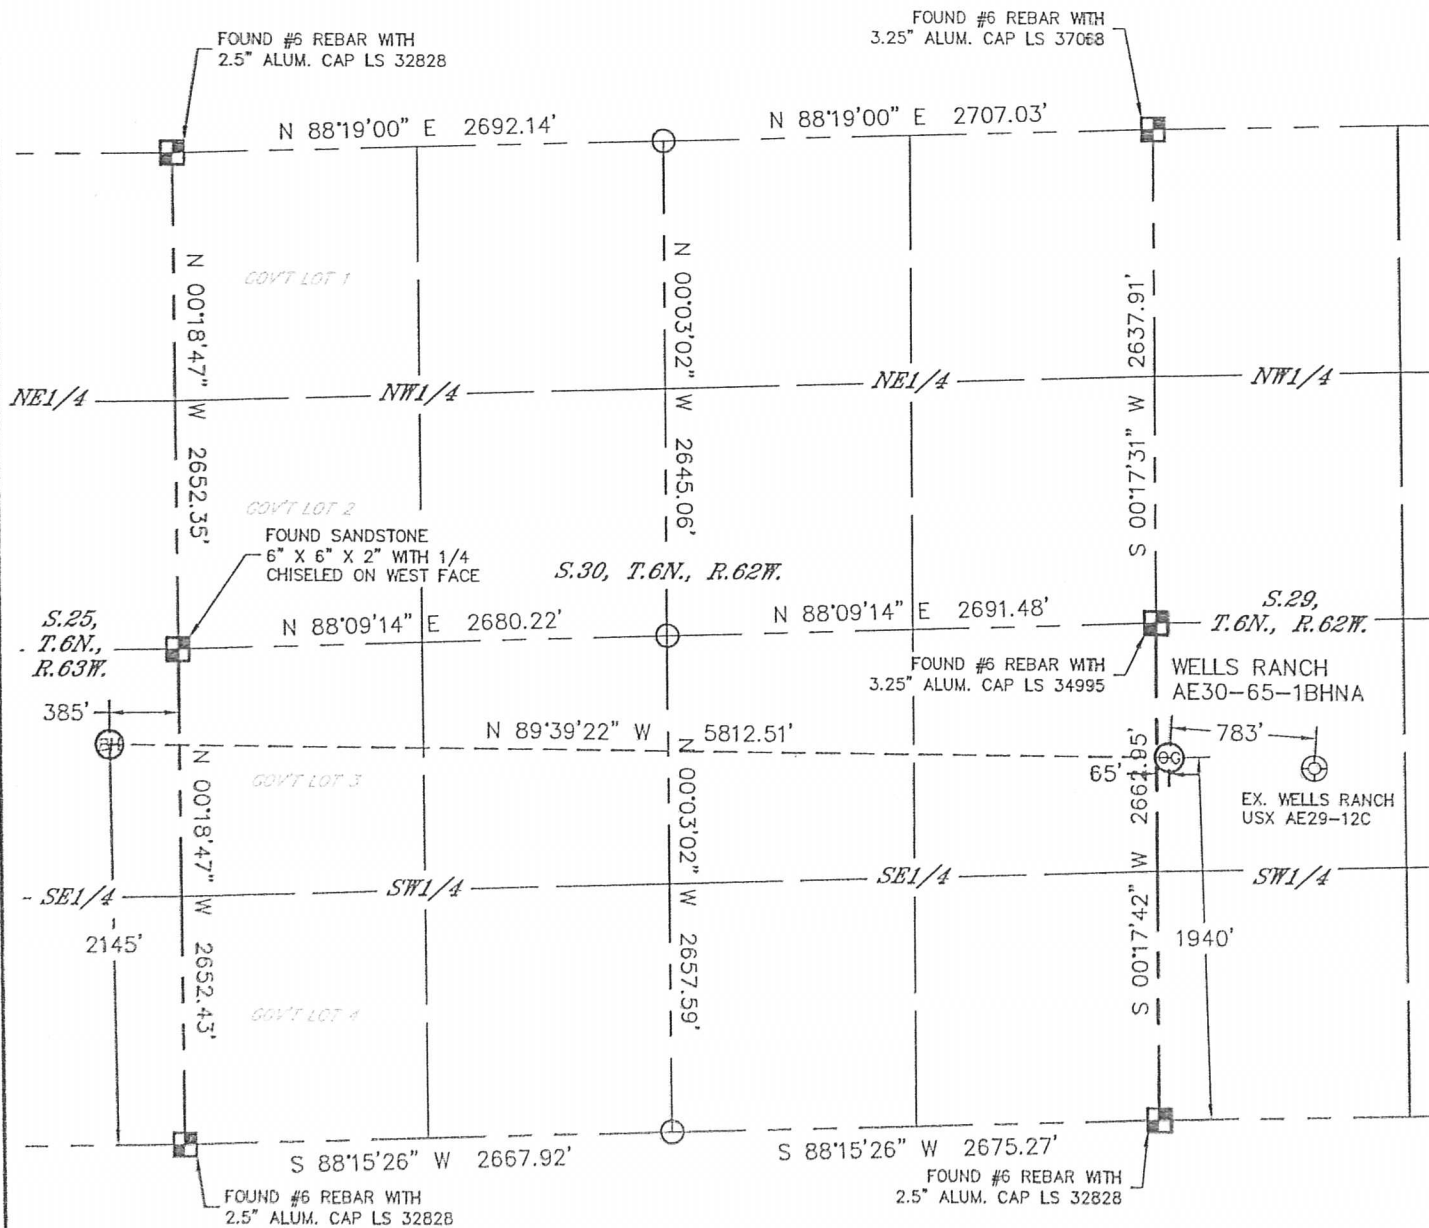 FOUND #6 REBAR WITH
2.5" ALUM. CAP LS 32828
FOUND #6 REBAR WITH
3.25" ALUM. CAP LS 37068
N 88°19'00" E 2692.14'
N 88°19'00" E 2707.03'
N 00°18'47" W 2652.35'
GOV'T LOT 1
N 00°03'02" W 2645.06'
S 00°17'31" W 2637.91'
NE1/4
NW1/4
NE1/4
NW1/4
GOV'T LOT 2
FOUND SANDSTONE
6" X 6" X 2" WITH 1/4
CHISELED ON WEST FACE
S.30, T.6N., R.62W.
S.25,
T.6N.,
R.63W.
N 88°09'14" E 2680.22'
N 88°09'14" E 2691.48'
S.29,
T.6N., R.62W.
FOUND #6 REBAR WITH
3.25" ALUM. CAP LS 34995
WELLS RANCH
AE30-65-1BHNA
385'
BH
N 89°39'22" W 5812.51'
783'
65'
OG
EX. WELLS RANCH
USX AE29-12C
N 00°18'47" W 2652.43'
GOV'T LOT 3
N 00°03'02" W 2657.59'
S 00°17'42" W 2662.95'
SE1/4
SW1/4
SE1/4
SW1/4
2145'
1940'
GOV'T LOT 4
S 88°15'26" W 2667.92'
S 88°15'26" W 2675.27'
FOUND #6 REBAR WITH
2.5" ALUM. CAP LS 32828
FOUND #6 REBAR WITH
2.5" ALUM. CAP LS 32828